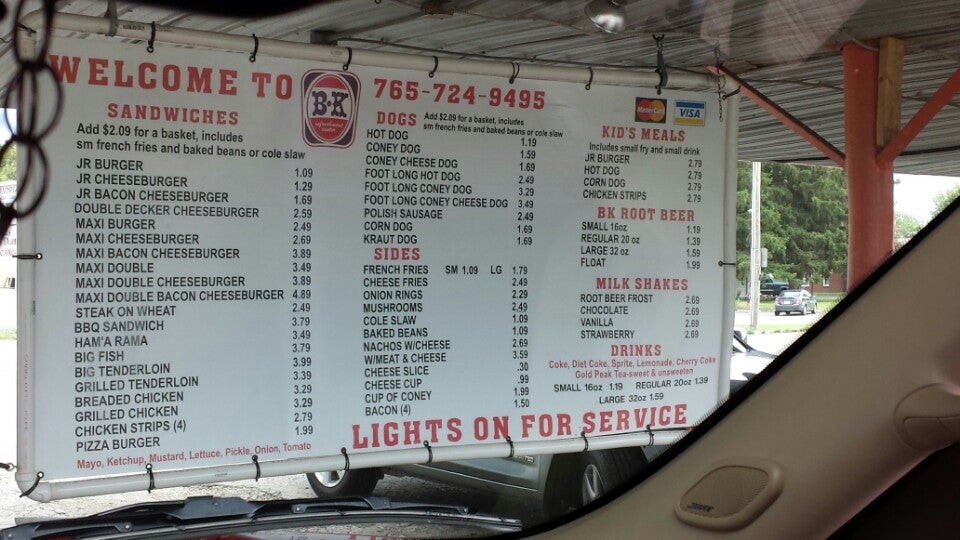 WELCOME TO B·K 765-724-9495
refreshment center
SANDWICHES
Add $2.09 for a basket, includes
sm french fries and baked beans or cole slaw
JR BURGER 1.09
JR CHEESEBURGER 1.29
JR BACON CHEESEBURGER 1.69
DOUBLE DECKER CHEESEBURGER 2.59
MAXI BURGER 2.49
MAXI CHEESEBURGER 2.69
MAXI BACON CHEESEBURGER 3.89
MAXI DOUBLE 3.49
MAXI DOUBLE CHEESEBURGER 3.89
MAXI DOUBLE BACON CHEESEBURGER 4.89
STEAK ON WHEAT 2.49
BBQ SANDWICH 3.79
HAM'A RAMA 3.49
BIG FISH 3.79
BIG TENDERLOIN 3.99
GRILLED TENDERLOIN 3.39
BREADED CHICKEN 3.29
GRILLED CHICKEN 3.29
CHICKEN STRIPS (4) 2.79
PIZZA BURGER 1.99
Mayo, Ketchup, Mustard, Lettuce, Pickle, Onion, Tomato
DOGS Add $2.09 for a basket, includes
sm french fries and baked beans or cole slaw
HOT DOG 1.19
CONEY DOG 1.59
CONEY CHEESE DOG 1.69
FOOT LONG HOT DOG 2.49
FOOT LONG CONEY DOG 3.29
FOOT LONG CONEY CHEESE DOG 3.49
POLISH SAUSAGE 2.49
CORN DOG 1.69
KRAUT DOG 1.69
SIDES
FRENCH FRIES SM 1.09 LG 1.79
CHEESE FRIES 2.49
ONION RINGS 2.29
MUSHROOMS 2.49
COLE SLAW 1.09
BAKED BEANS 1.09
NACHOS W/CHEESE 2.69
W/MEAT & CHEESE 3.59
CHEESE SLICE .30
CHEESE CUP .99
CUP OF CONEY 1.99
BACON (4) 1.50
MasterCard VISA
KID'S MEALS
Includes small fry and small drink
JR BURGER 2.79
HOT DOG 2.79
CORN DOG 2.79
CHICKEN STRIPS 2.79
BK ROOT BEER
SMALL 16oz 1.19
REGULAR 20 oz 1.39
LARGE 32 oz 1.59
FLOAT 1.99
MILK SHAKES
ROOT BEER FROST 2.69
CHOCOLATE 2.69
VANILLA 2.69
STRAWBERRY 2.69
DRINKS
Coke, Diet Coke, Sprite, Lemonade, Cherry Coke
Gold Peak Tea-sweet & unsweeten
SMALL 16oz 1.19 REGULAR 20oz 1.39
LARGE 32oz 1.59
LIGHTS ON FOR SERVICE
BOSE